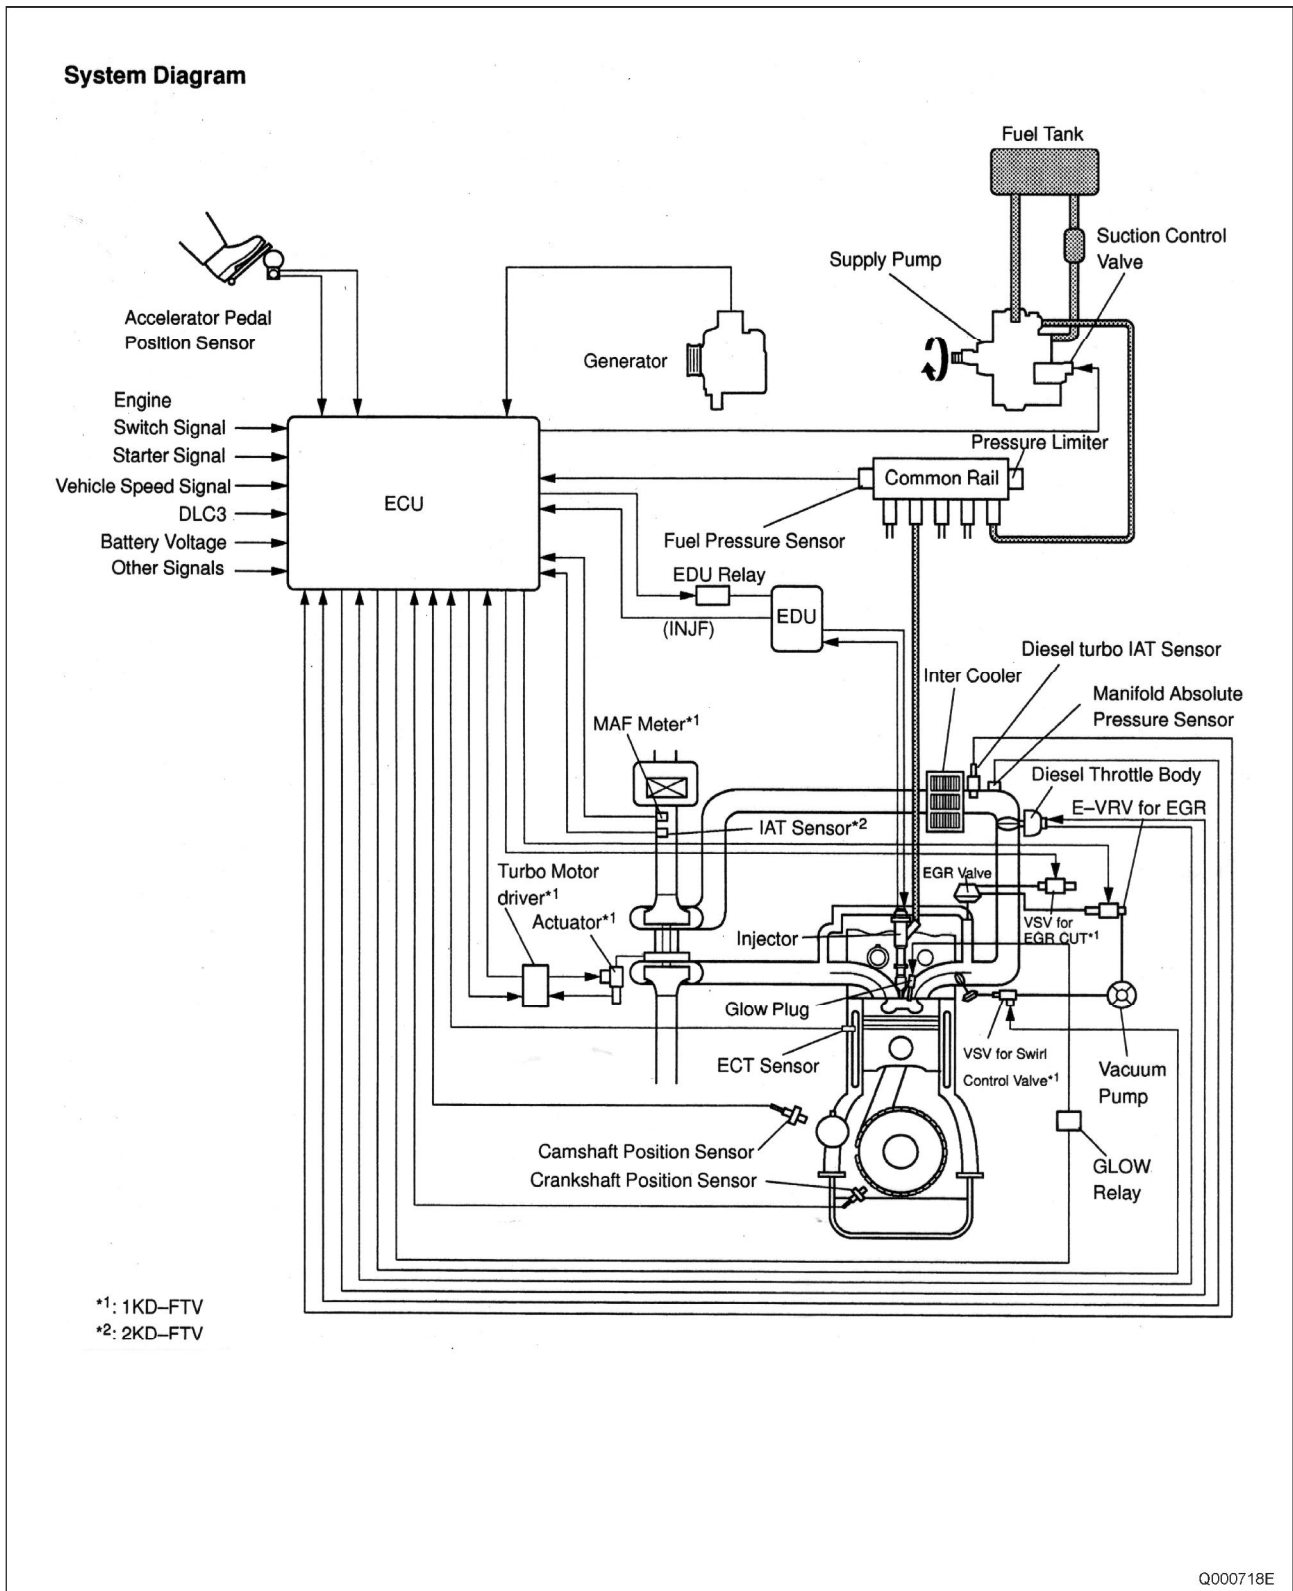 System Diagram
Fuel Tank
Suction Control
Valve
Supply Pump
Accelerator Pedal
Position Sensor
Generator
Engine
Switch Signal
Starter Signal
Vehicle Speed Signal
DLC3
Battery Voltage
Other Signals
ECU
Pressure Limiter
Common Rail
Fuel Pressure Sensor
EDU Relay
EDU
(INJF)
Diesel turbo IAT Sensor
Inter Cooler
Manifold Absolute
Pressure Sensor
MAF Meter*1
Diesel Throttle Body
E–VRV for EGR
IAT Sensor*2
Turbo Motor
driver*1
Actuator*1
EGR Valve
VSV for
EGR CUT*1
Injector
Glow Plug
ECT Sensor
VSV for Swirl
Control Valve*1
Vacuum
Pump
Camshaft Position Sensor
Crankshaft Position Sensor
GLOW
Relay
*1: 1KD–FTV
*2: 2KD–FTV
Q000718E